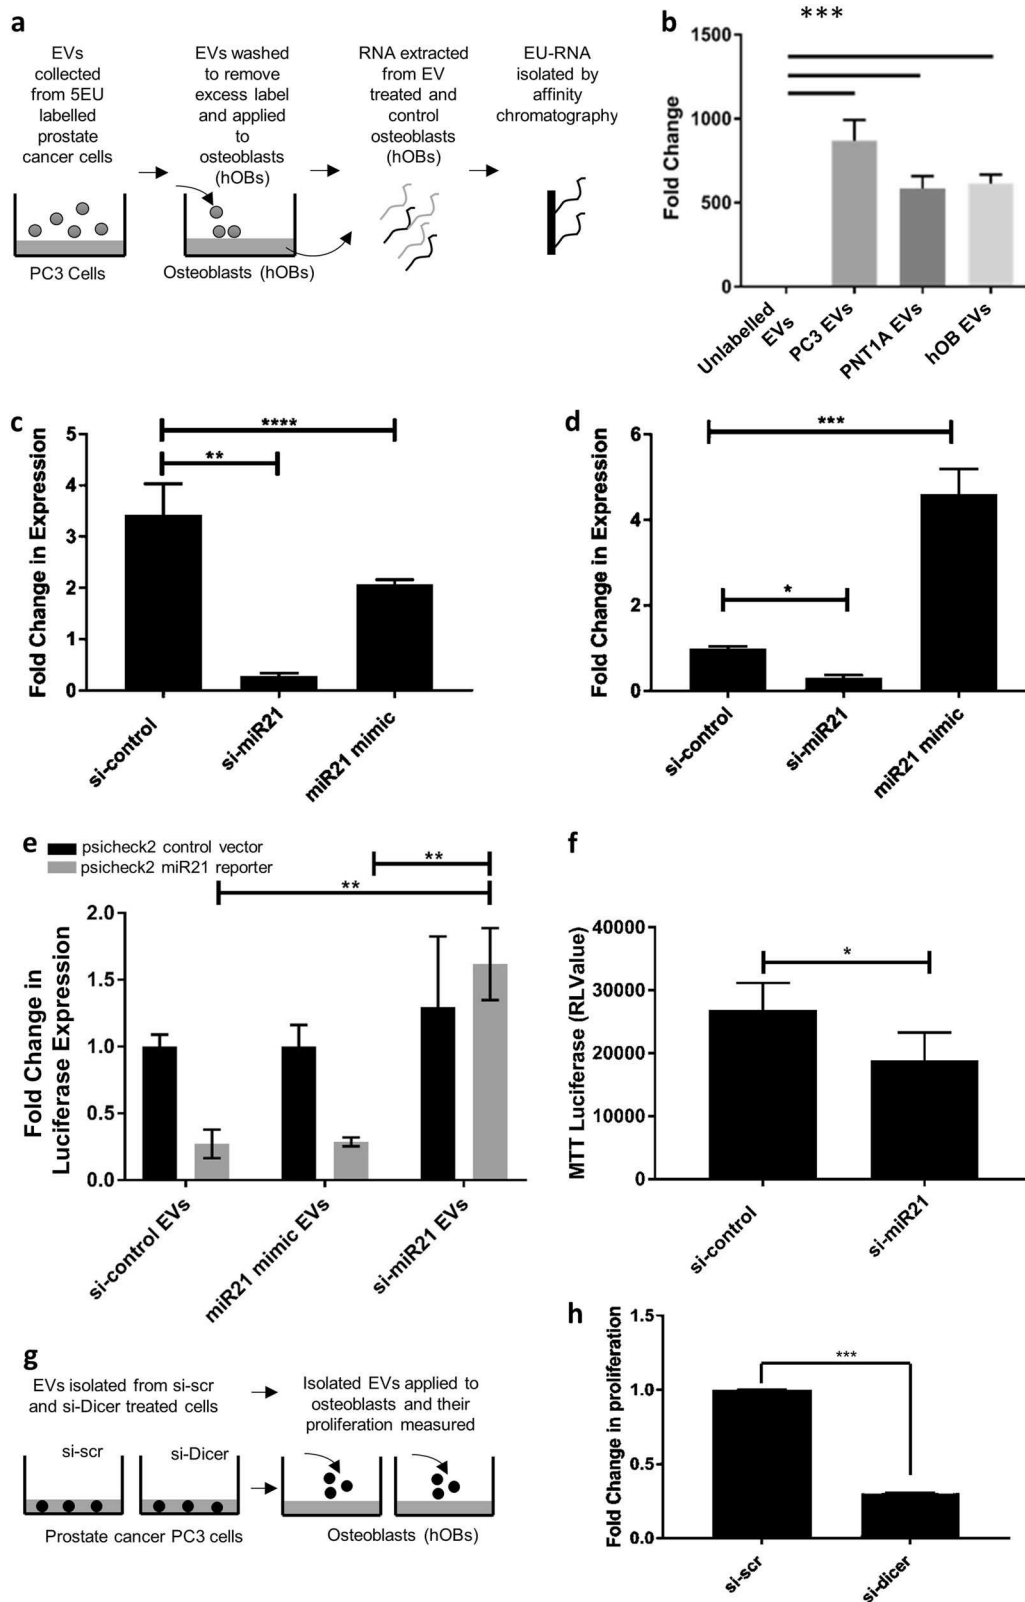 a
EVs
collected
from 5EU
labelled
prostate
cancer cells
PC3 Cells
EVs washed
to remove
excess label
and applied
to
osteoblasts
(hOBs)
Osteoblasts (hOBs)
RNA extracted
from EV
treated and
control
osteoblasts
(hOBs)
EU-RNA
isolated by
affinity
chromatography
b
***
Fold Change
1500
1000
500
0
Unlabelled
EVs
PC3 EVs
PNT1A EVs
hOB EVs
c
Fold Change in Expression
5
4
3
2
1
0
****
**
si-control
si-miR21
miR21 mimic
d
Fold Change in Expression
6
4
2
0
***
*
si-control
si-miR21
miR21 mimic
e
psicheck2 control vector
psicheck2 miR21 reporter
**
**
Fold Change in
Luciferase Expression
2.0
1.5
1.0
0.5
0.0
si-control EVs
miR21 mimic EVs
si-miR21 EVs
f
MTT Luciferase (RLValue)
40000
30000
20000
10000
0
*
si-control
si-miR21
g
EVs isolated from si-scr
and si-Dicer treated cells
si-scr
si-Dicer
Prostate cancer PC3 cells
Isolated EVs applied to
osteoblasts and their
proliferation measured
Osteoblasts (hOBs)
h
Fold Change in proliferation
1.5
1.0
0.5
0.0
***
si-scr
si-dicer